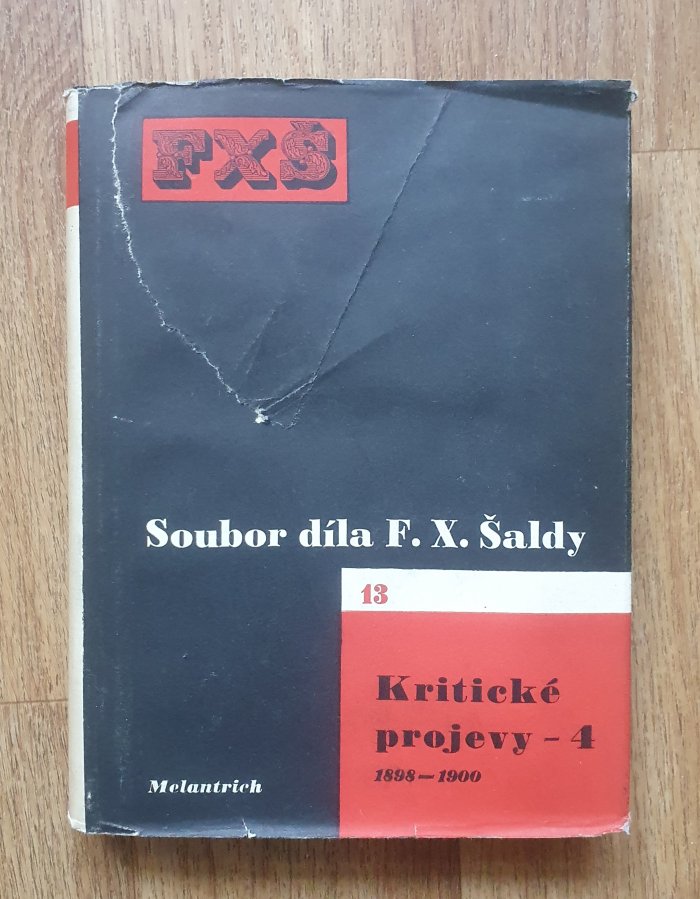 FXŠ
Soubor díla F. X. Šaldy
13
Kritické
projevy – 4
1898—1900
Melantrich